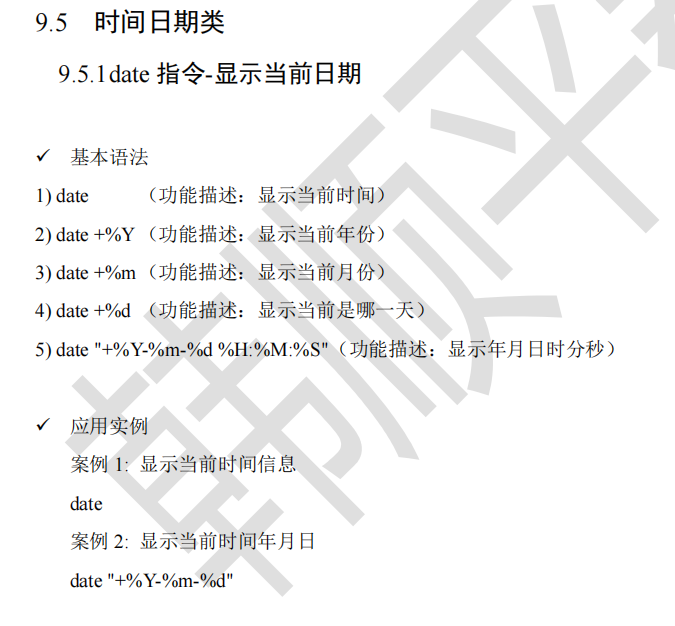 9.5 时间日期类
9.5.1date 指令-显示当前日期
✓ 基本语法
1) date （功能描述：显示当前时间）
2) date +%Y （功能描述：显示当前年份）
3) date +%m （功能描述：显示当前月份）
4) date +%d （功能描述：显示当前是哪一天）
5) date "+%Y-%m-%d %H:%M:%S"（功能描述：显示年月日时分秒）
✓ 应用实例
案例 1: 显示当前时间信息
date
案例 2: 显示当前时间年月日
date "+%Y-%m-%d"
韩顺平